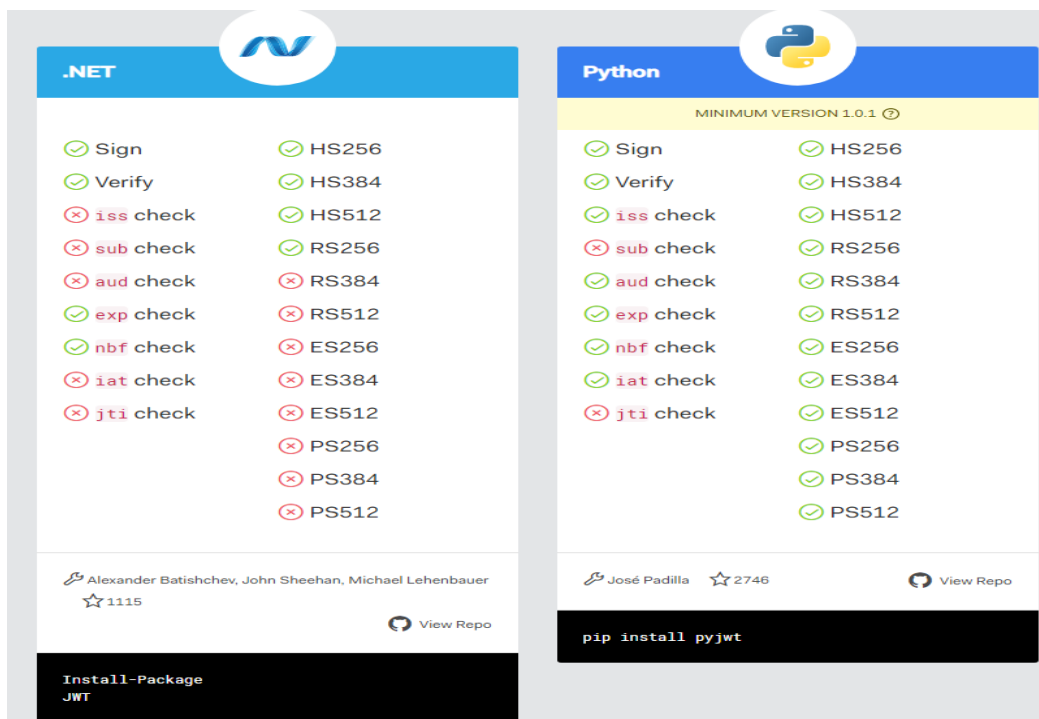 .NET
Sign
Verify
iss check
sub check
aud check
exp check
nbf check
iat check
jti check
HS256
HS384
HS512
RS256
RS384
RS512
ES256
ES384
ES512
PS256
PS384
PS512
Alexander Batishchev, John Sheehan, Michael Lehenbauer
1115
View Repo
Install-Package
JWT
Python
MINIMUM VERSION 1.0.1 ?
Sign
Verify
iss check
sub check
aud check
exp check
nbf check
iat check
jti check
HS256
HS384
HS512
RS256
RS384
RS512
ES256
ES384
ES512
PS256
PS384
PS512
José Padilla 2746 View Repo
pip install pyjwt